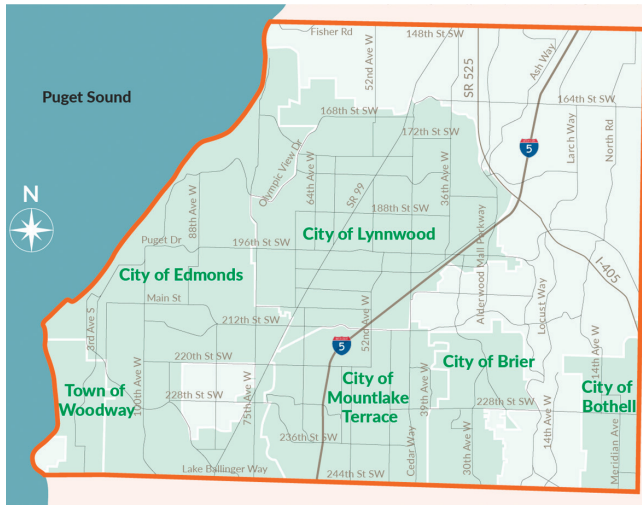 Fisher Rd
148th St SW
52nd Ave W
SR 525
Ash Way
Puget Sound
164th St SW
168th St SW
172th St SW
5
Larch Way
North Rd
Olympic View Dr
64th Ave W
SR 99
36th Ave W
N
88th Ave W
188th St SW
City of Lynnwood
Puget Dr
196th St SW
Alderwood Mall Parkway
I-405
City of Edmonds
Main St
3rd Ave S
212th St SW
52nd Ave W
Locust Way
5
220th St SW
City of Brier
14th Ave W
Town of
Woodway
100th Ave W
228th St SW
75th Ave W
City of
Mountlake
Terrace
39th Ave W
228th St SW
City of
Bothell
236th St SW
Cedar Way
30th Ave W
14th Ave W
Meridian Ave
Lake Ballinger Way
244th St SW